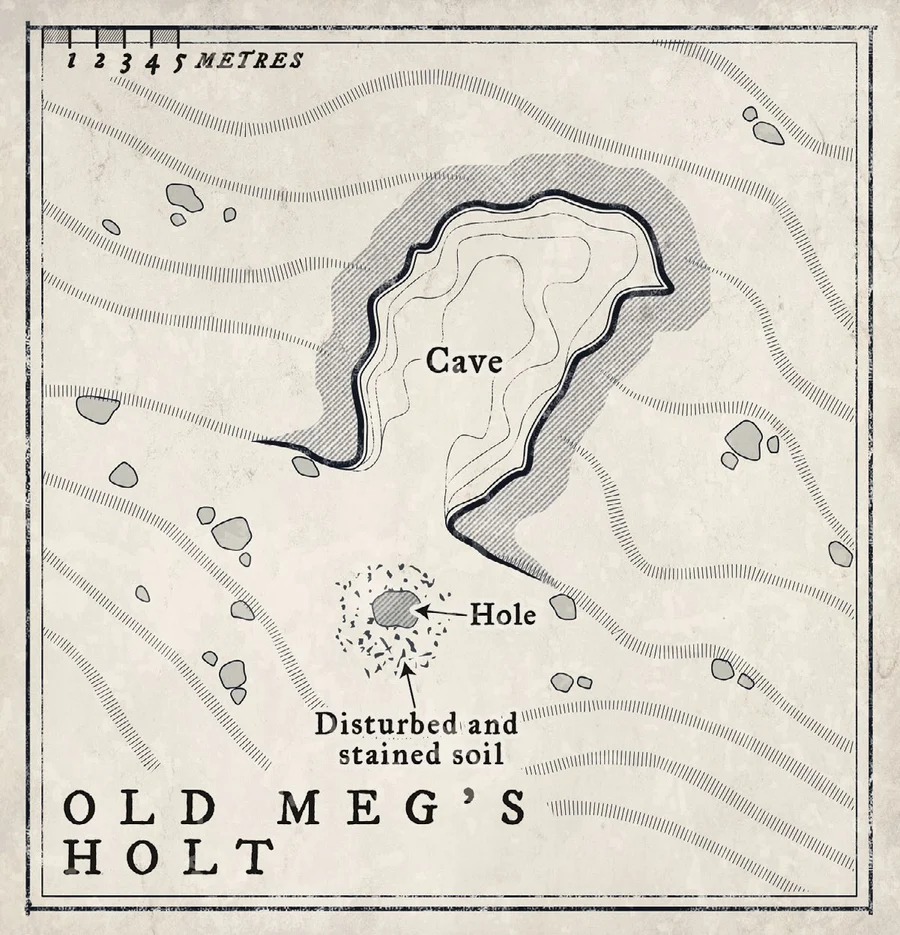 1 2 3 4 5 METRES
Cave
Hole
Disturbed and
stained soil
OLD MEG'S
HOLT